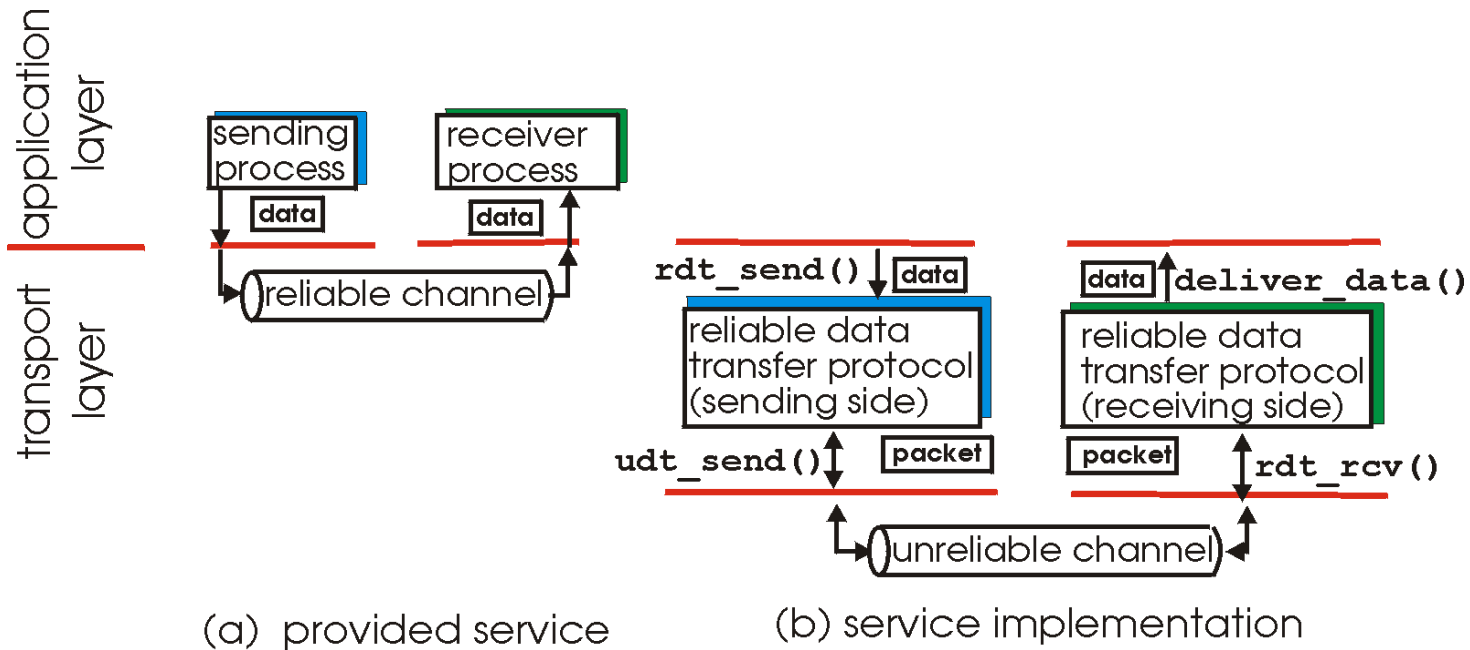 application
layer
transport
layer
sending
process
receiver
process
data
data
reliable channel
(a) provided service
rdt_send()
data
reliable data
transfer protocol
(sending side)
udt_send()
packet
data
deliver_data()
reliable data
transfer protocol
(receiving side)
packet
rdt_rcv()
unreliable channel
(b) service implementation